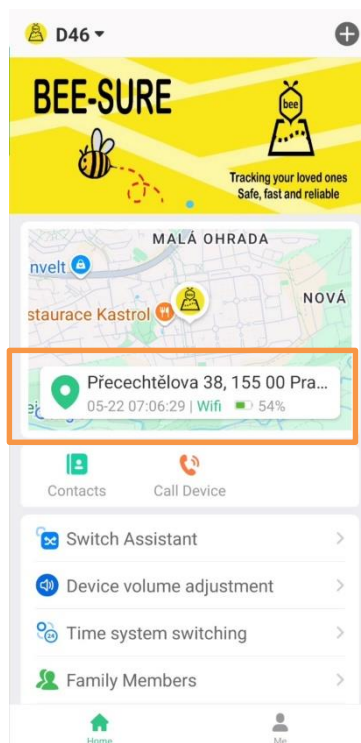 D46
BEE-SURE
bee
Tracking your loved ones
Safe, fast and reliable
MALÁ OHRADA
nvelt
NOVÁ
staurace Kastrol
Přecechtělova 38, 155 00 Pra...
05-22 07:06:29 | Wifi 54%
Contacts
Call Device
Switch Assistant
Device volume adjustment
Time system switching
Family Members
Home
Me